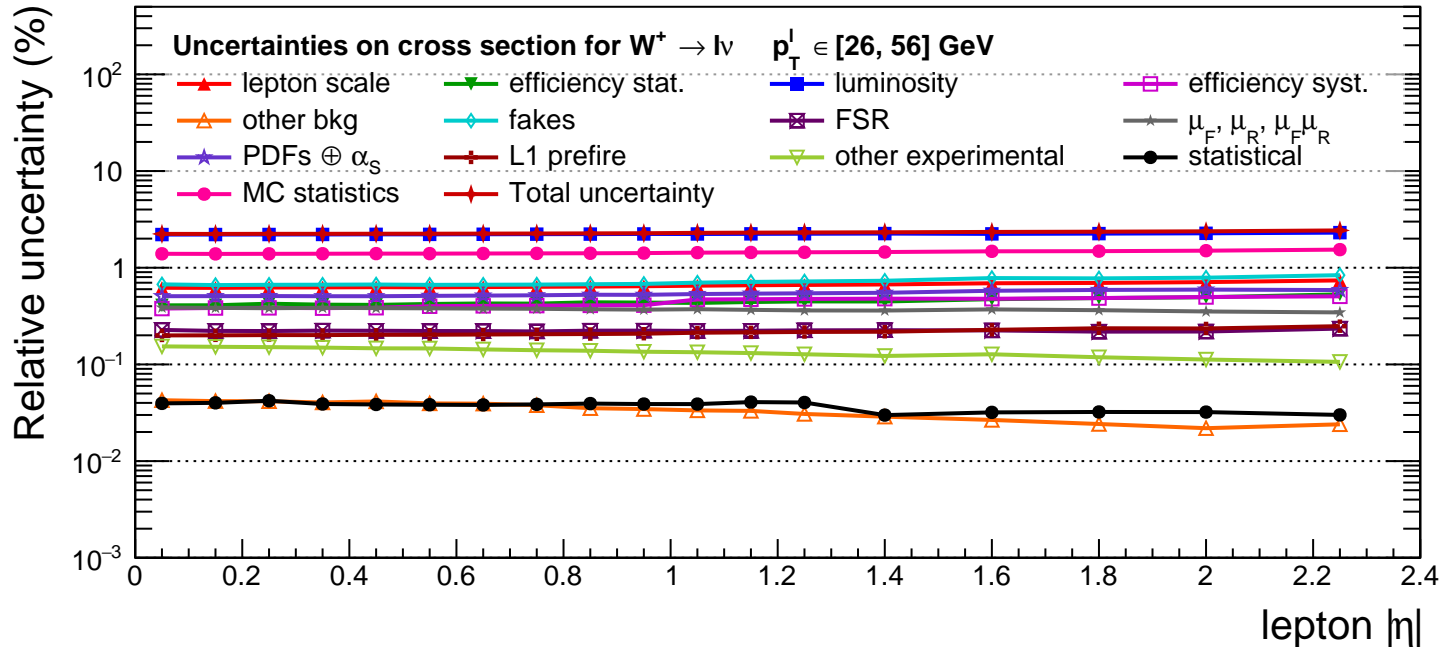 Relative uncertainty (%)
Uncertainties on cross section for W⁺ → lν p_T^l ∈ [26, 56] GeV
lepton scale efficiency stat. luminosity efficiency syst.
other bkg fakes FSR μ_F, μ_R, μ_Fμ_R
PDFs ⊕ α_S L1 prefire other experimental statistical
MC statistics Total uncertainty
10²
10
1
10⁻¹
10⁻²
10⁻³
0 0.2 0.4 0.6 0.8 1 1.2 1.4 1.6 1.8 2 2.2 2.4
lepton |η|